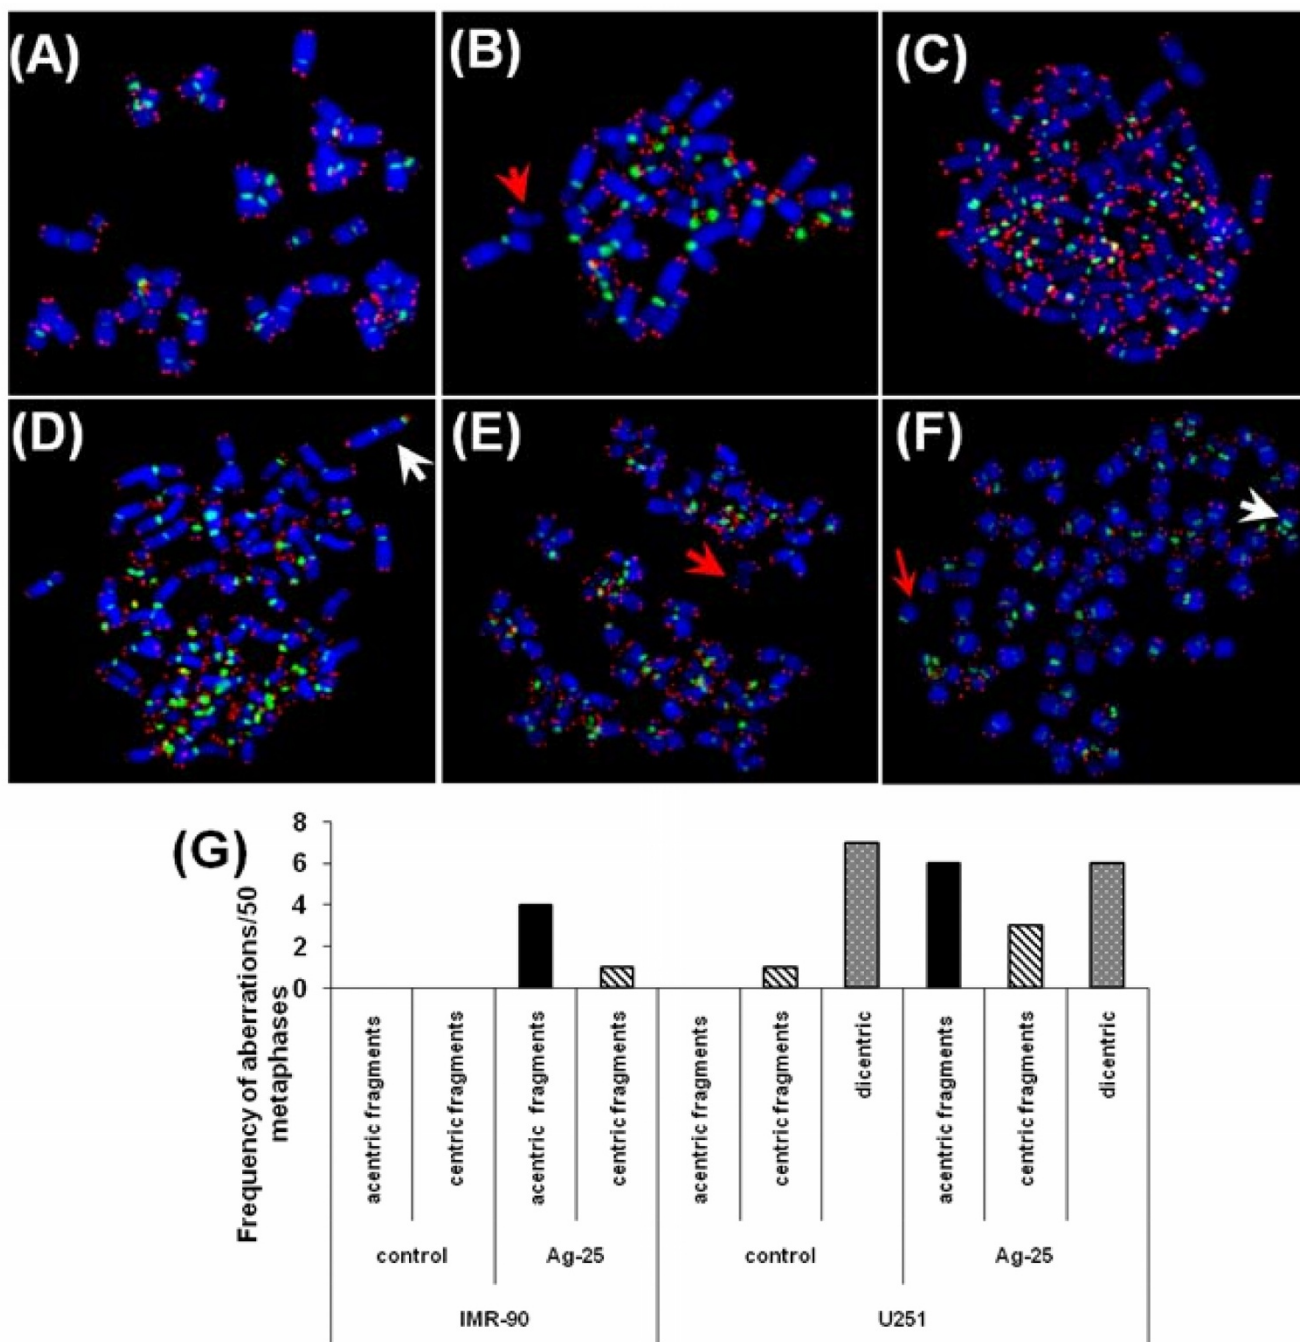 (A)
(B)
(C)
(D)
(E)
(F)
(G)
Frequency of aberrations/50
metaphases
8
6
4
2
0
acentric fragments
centric fragments
acentric fragments
centric fragments
acentric fragments
centric fragments
dicentric
acentric fragments
centric fragments
dicentric
control
Ag-25
control
Ag-25
IMR-90
U251